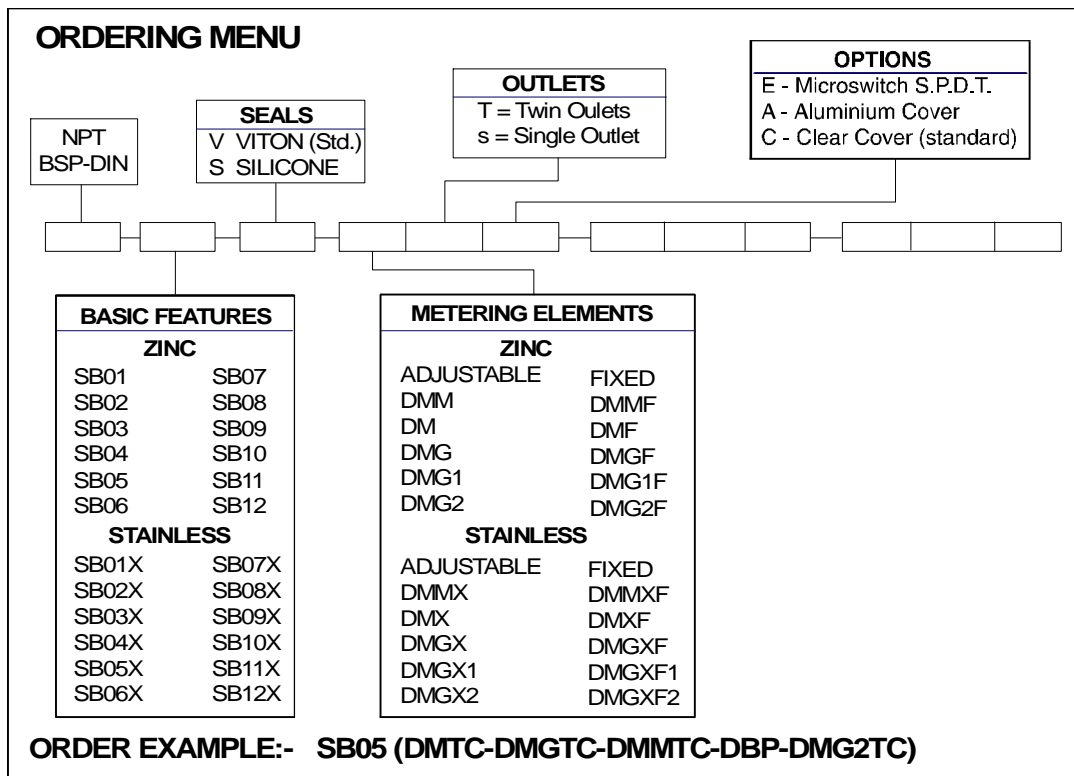 ORDERING MENU
NPT
BSP-DIN
SEALS
V VITON (Std.)
S SILICONE
OUTLETS
T = Twin Oulets
s = Single Outlet
OPTIONS
E - Microswitch S.P.D.T.
A - Aluminium Cover
C - Clear Cover (standard)
BASIC FEATURES
ZINC
SB01 SB07
SB02 SB08
SB03 SB09
SB04 SB10
SB05 SB11
SB06 SB12
STAINLESS
SB01X SB07X
SB02X SB08X
SB03X SB09X
SB04X SB10X
SB05X SB11X
SB06X SB12X
METERING ELEMENTS
ZINC
ADJUSTABLE FIXED
DMM DMMF
DM DMF
DMG DMGF
DMG1 DMG1F
DMG2 DMG2F
STAINLESS
ADJUSTABLE FIXED
DMMX DMMXF
DMX DMXF
DMGX DMGXF
DMGX1 DMGXF1
DMGX2 DMGXF2
ORDER EXAMPLE:- SB05 (DMTC-DMGTC-DMMTC-DBP-DMG2TC)